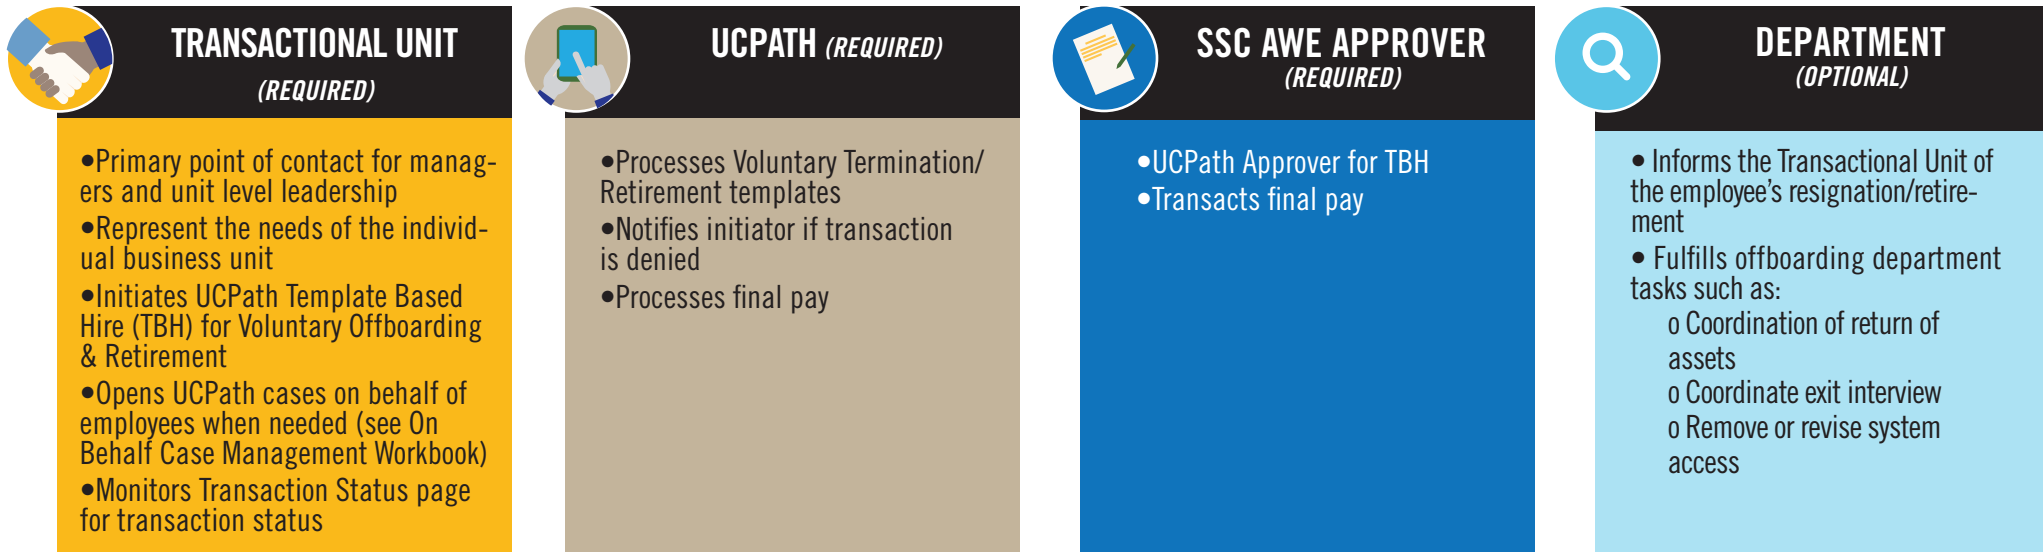 TRANSACTIONAL UNIT
(REQUIRED)
•Primary point of contact for manag-
ers and unit level leadership
•Represent the needs of the individ-
ual business unit
•Initiates UCPath Template Based
Hire (TBH) for Voluntary Offboarding
& Retirement
•Opens UCPath cases on behalf of
employees when needed (see On
Behalf Case Management Workbook)
•Monitors Transaction Status page
for transaction status
UCPATH (REQUIRED)
•Processes Voluntary Termination/
Retirement templates
•Notifies initiator if transaction
is denied
•Processes final pay
SSC AWE APPROVER
(REQUIRED)
•UCPath Approver for TBH
•Transacts final pay
DEPARTMENT
(OPTIONAL)
• Informs the Transactional Unit of
the employee’s resignation/retire-
ment
• Fulfills offboarding department
tasks such as:
o Coordination of return of
assets
o Coordinate exit interview
o Remove or revise system
access